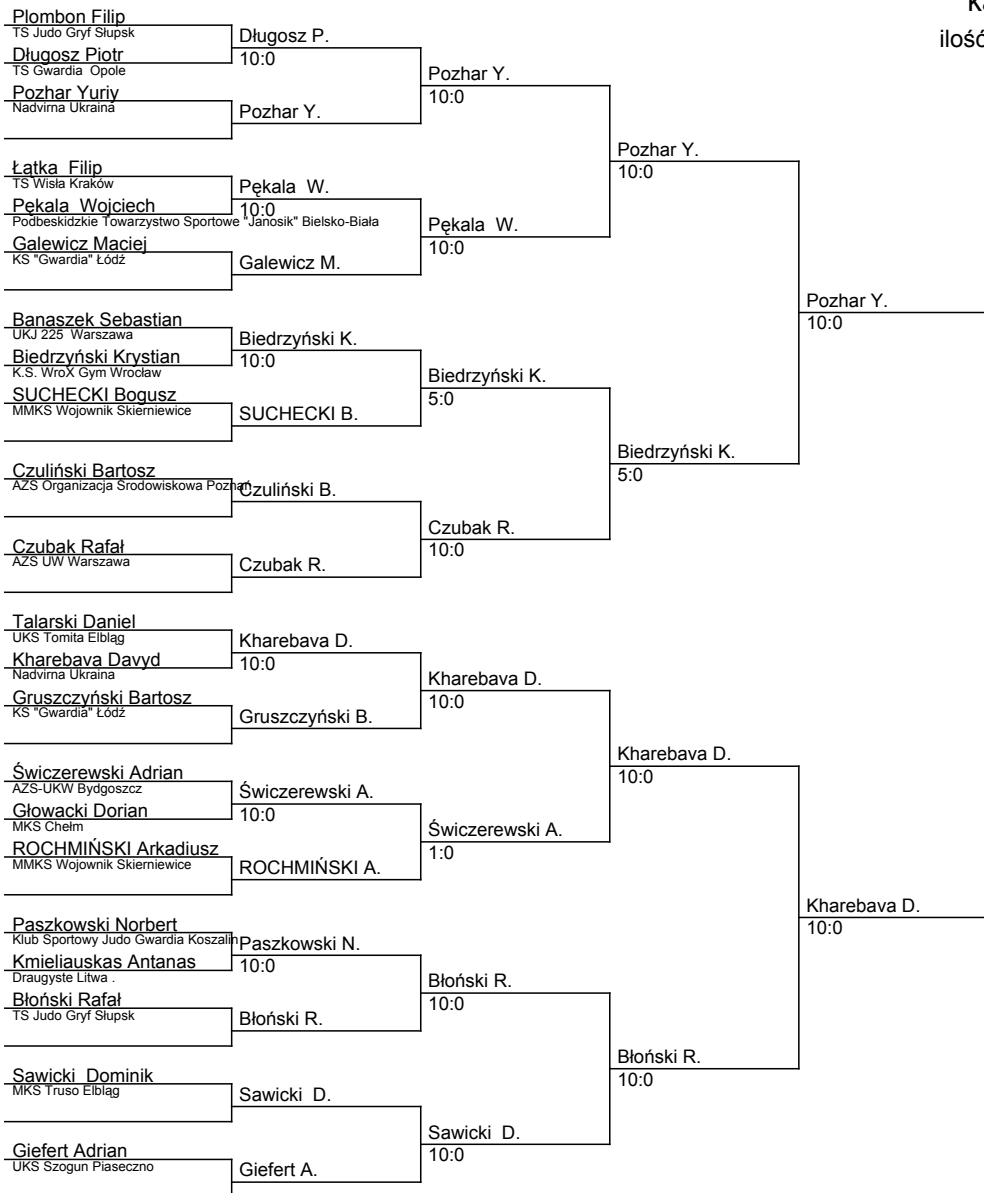 Ka
ilość
Plombon Filip
TS Judo Gryf Słupsk
Długosz Piotr
TS Gwardia Opole
Pozhar Yuriy
Nadvirna Ukraina
Łątka Filip
TS Wisła Kraków
Pękala Wojciech
Podbeskidzkie Towarzystwo Sportowe "Janosik" Bielsko-Biała
Galewicz Maciej
KS "Gwardia" Łódź
Banaszek Sebastian
UKJ 225 Warszawa
Biedrzyński Krystian
K.S. WroX Gym Wrocław
SUCHECKI Bogusz
MMKS Wojownik Skierniewice
Czuliński Bartosz
AZS Organizacja Środowiskowa Poznań
Czubak Rafał
AZS UW Warszawa
Talarski Daniel
UKS Tomita Elbląg
Kharebava Davyd
Nadvirna Ukraina
Gruszczyński Bartosz
KS "Gwardia" Łódź
Świczerewski Adrian
AZS-UKW Bydgoszcz
Głowacki Dorian
MKS Chełm
ROCHMIŃSKI Arkadiusz
MMKS Wojownik Skierniewice
Paszkowski Norbert
Klub Sportowy Judo Gwardia Koszalin
Kmieliauskas Antanas
Draugyste Litwa .
Błoński Rafał
TS Judo Gryf Słupsk
Sawicki Dominik
MKS Truso Elbląg
Giefert Adrian
UKS Szogun Piaseczno
Długosz P.
10:0
Pozhar Y.
Pękala W.
10:0
Galewicz M.
Biedrzyński K.
10:0
SUCHECKI B.
Czuliński B.
Czubak R.
Kharebava D.
10:0
Gruszczyński B.
Świczerewski A.
10:0
ROCHMIŃSKI A.
Paszkowski N.
10:0
Błoński R.
Sawicki D.
Giefert A.
Pozhar Y.
10:0
Pękala W.
10:0
Biedrzyński K.
5:0
Czubak R.
10:0
Kharebava D.
10:0
Świczerewski A.
1:0
Błoński R.
10:0
Sawicki D.
10:0
Pozhar Y.
10:0
Biedrzyński K.
5:0
Kharebava D.
10:0
Błoński R.
10:0
Pozhar Y.
10:0
Kharebava D.
10:0